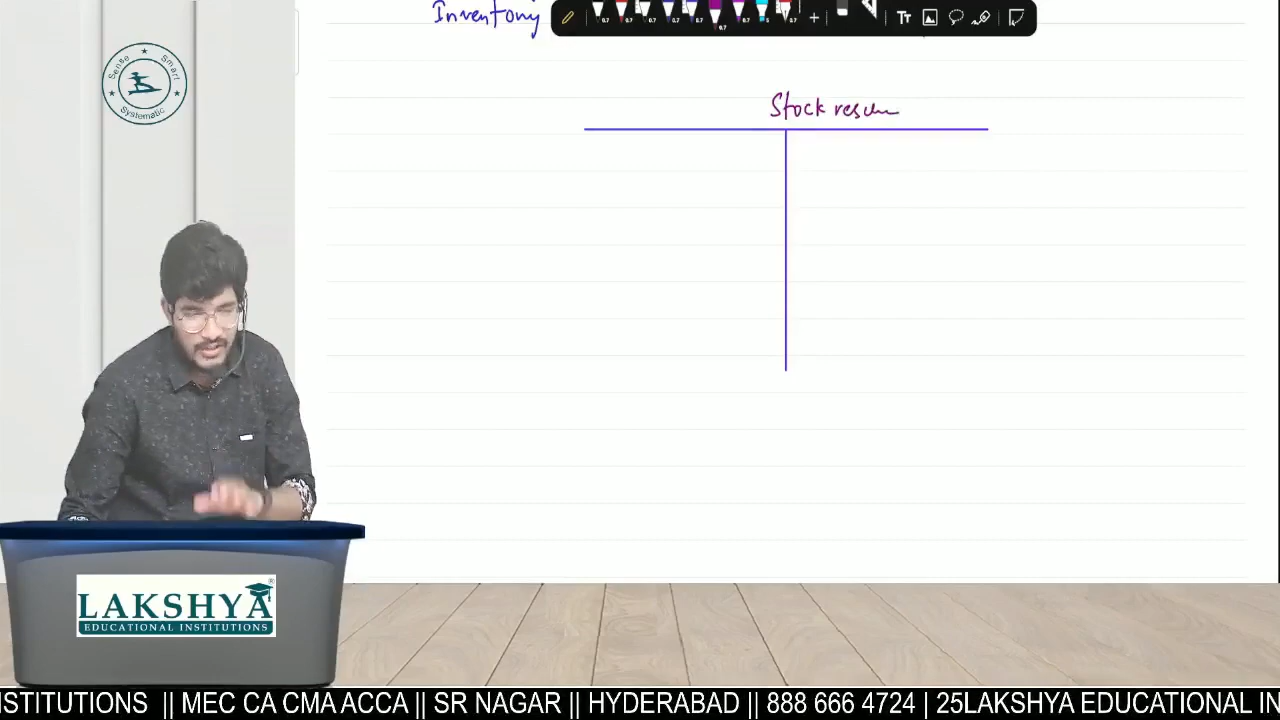 Inventory
Stock reserve
Sense Smart
Systematic
LAKSHYA
EDUCATIONAL INSTITUTIONS
NSTITUTIONS || MEC CA CMA ACCA || SR NAGAR || HYDERABAD || 888 666 4724 | 25LAKSHYA EDUCATIONAL IN